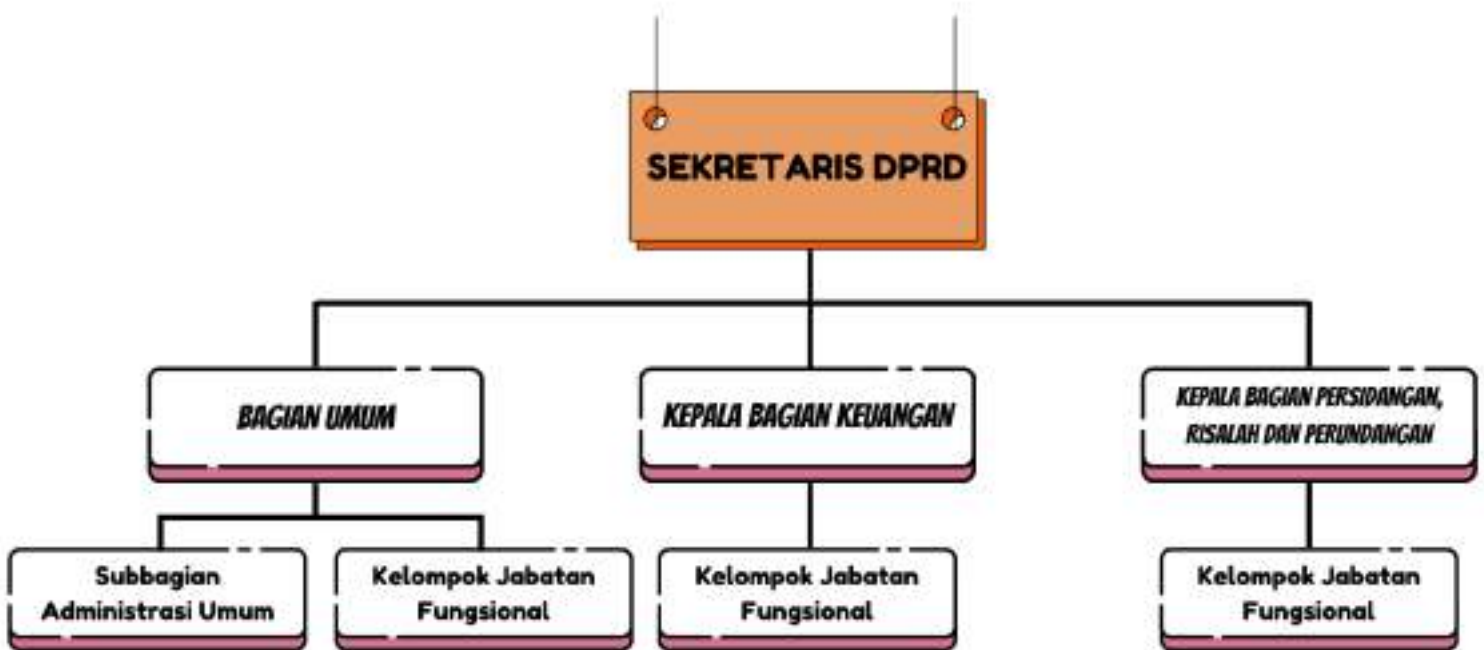 SEKRETARIS DPRD
BAGIAN UMUM
KEPALA BAGIAN KEUANGAN
KEPALA BAGIAN PERSIDANGAN,
RISALAH DAN PERUNDANGAN
Subbagian
Administrasi Umum
Kelompok Jabatan
Fungsional
Kelompok Jabatan
Fungsional
Kelompok Jabatan
Fungsional